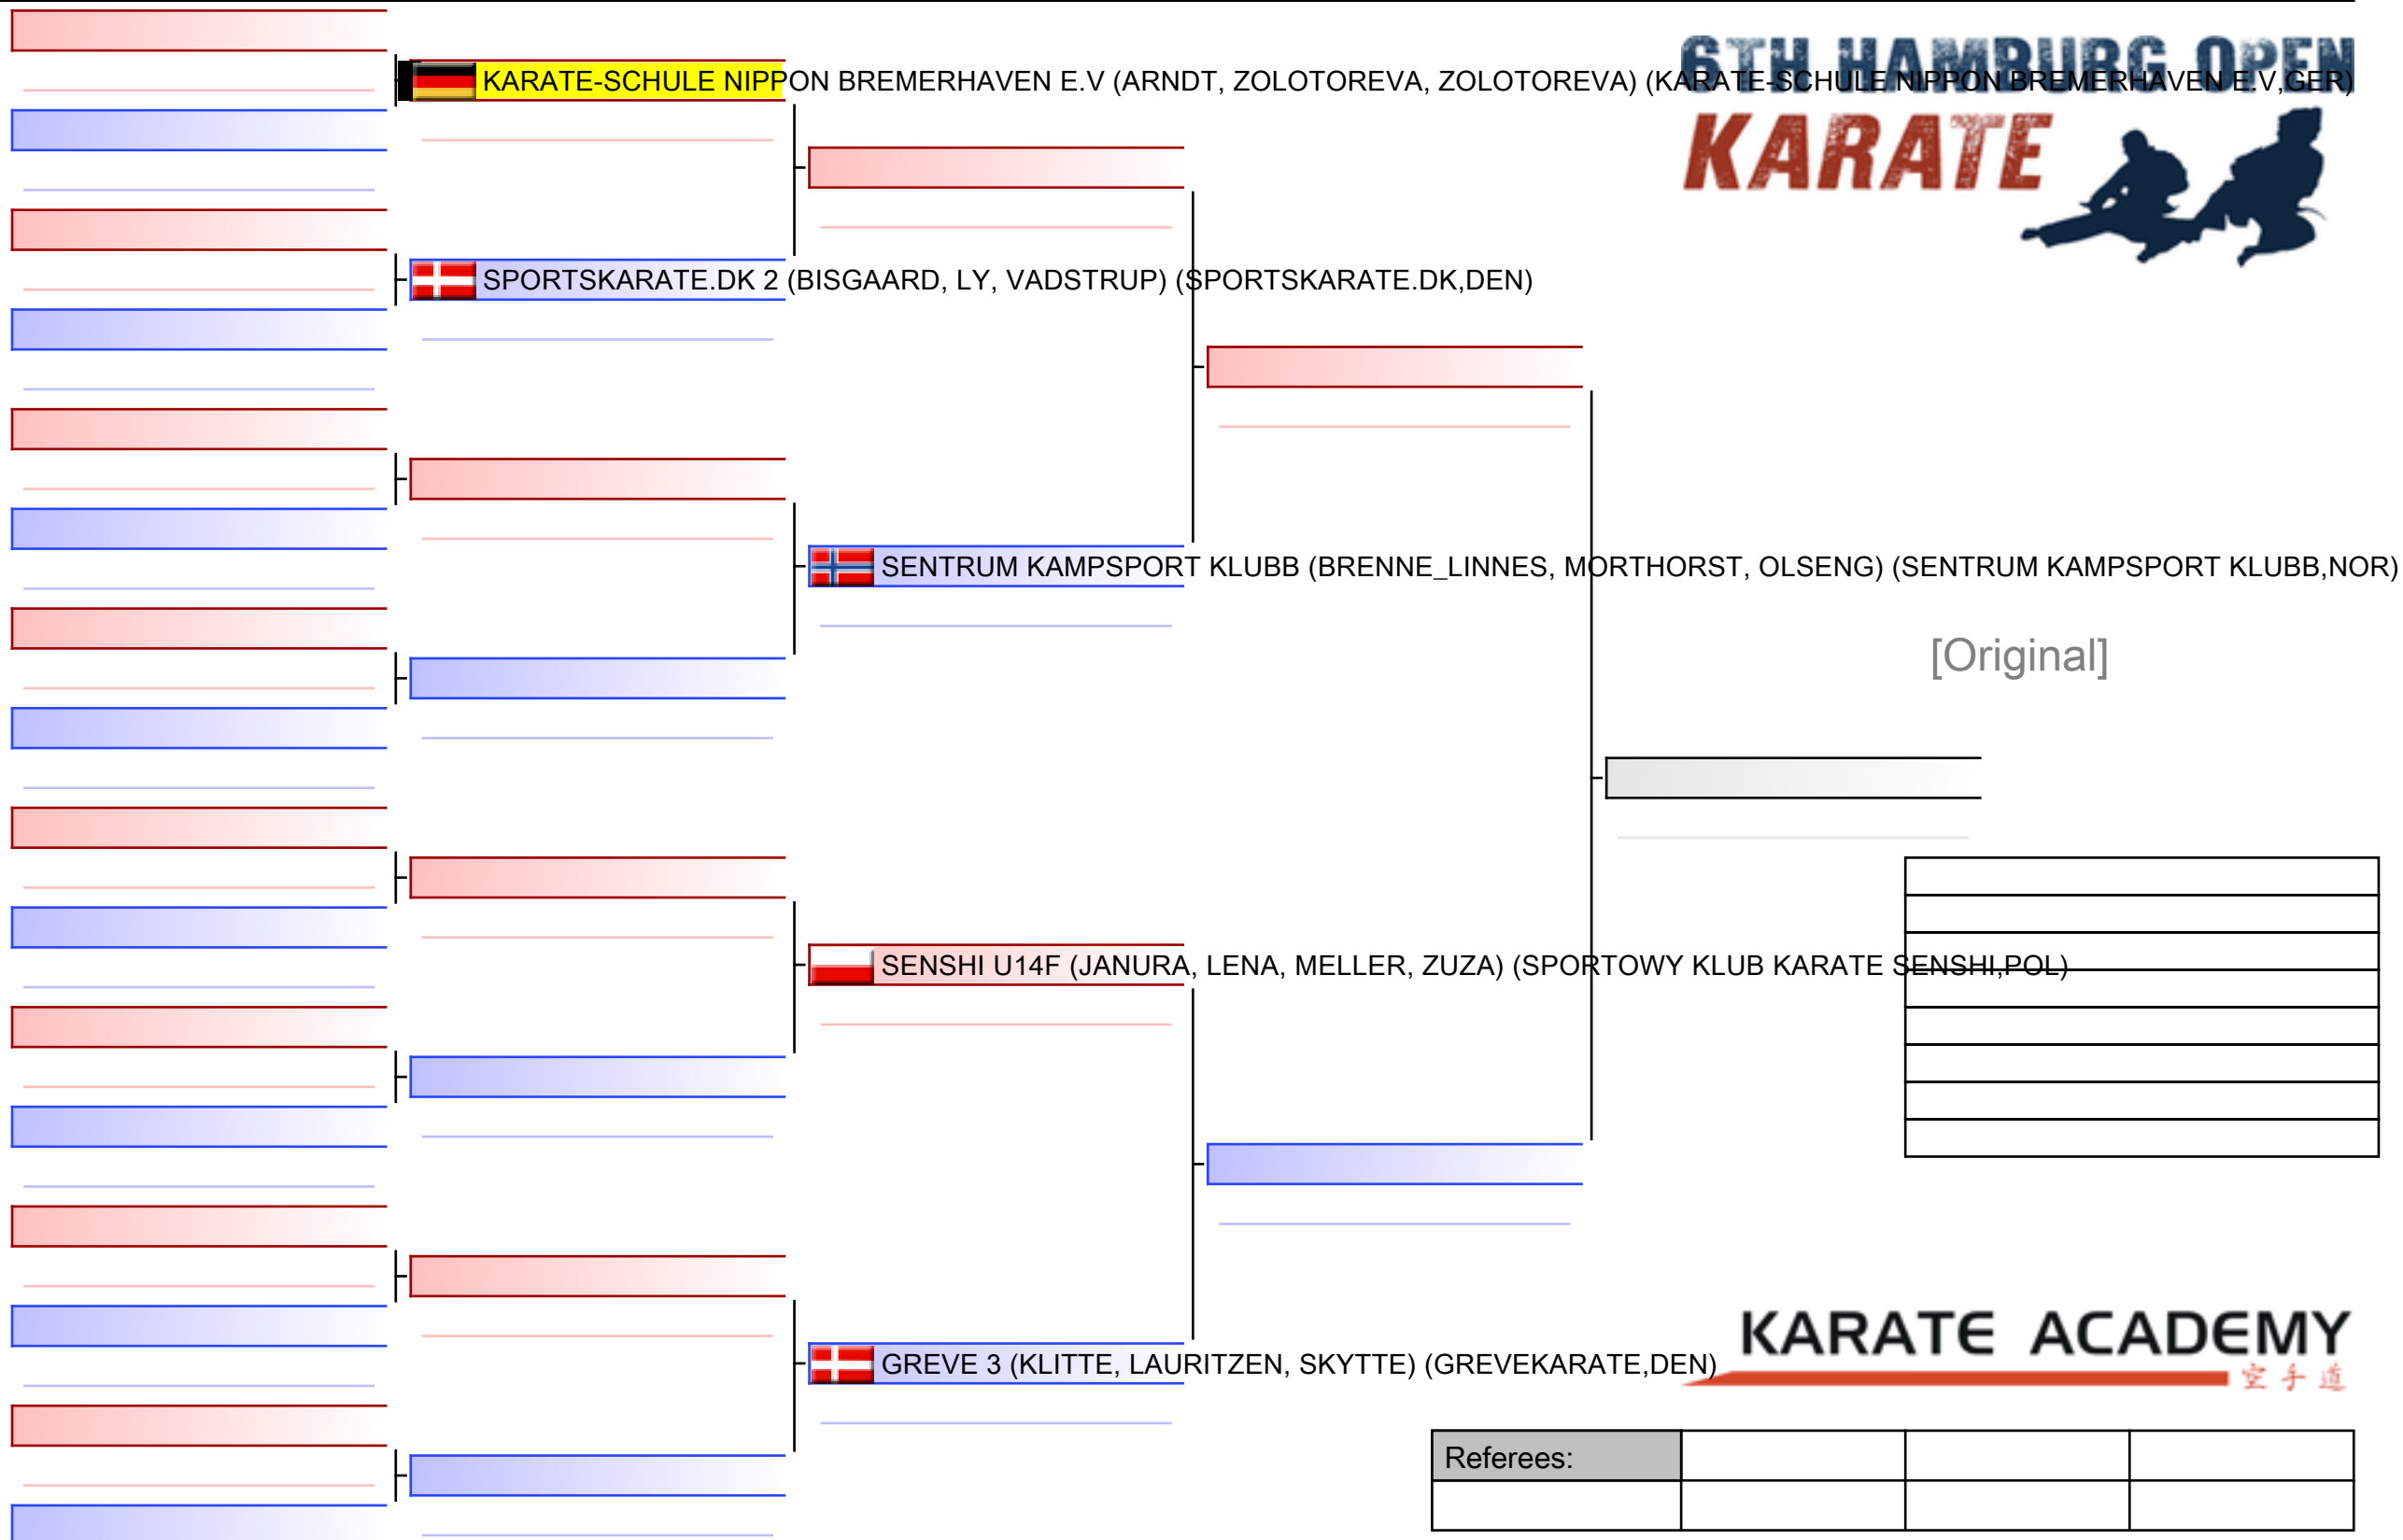 6TH HAMBURG OPEN
KARATE
KARATE-SCHULE NIPPON BREMERHAVEN E.V (ARNDT, ZOLOTOREVA, ZOLOTOREVA) (KARATE-SCHULE NIPPON BREMERHAVEN E.V,GER)
SPORTSKARATE.DK 2 (BISGAARD, LY, VADSTRUP) (SPORTSKARATE.DK,DEN)
SENTRUM KAMPSPORT KLUBB (BRENNE_LINNES, MORTHORST, OLSENG) (SENTRUM KAMPSPORT KLUBB,NOR)
[Original]
SENSHI U14F (JANURA, LENA, MELLER, ZUZA) (SPORTOWY KLUB KARATE SENSHI,POL)
GREVE 3 (KLITTE, LAURITZEN, SKYTTE) (GREVEKARATE,DEN)
KARATE ACADEMY
空手道
Referees: